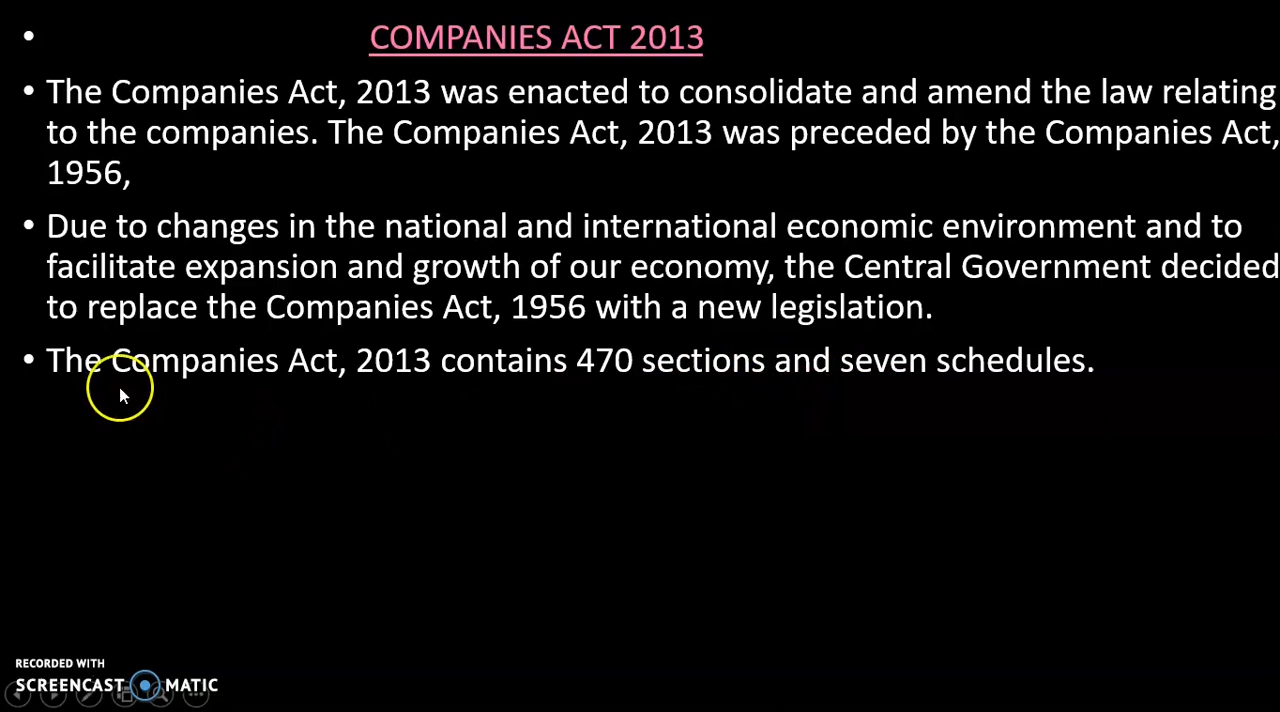 • COMPANIES ACT 2013
• The Companies Act, 2013 was enacted to consolidate and amend the law relating
to the companies. The Companies Act, 2013 was preceded by the Companies Act,
1956,
• Due to changes in the national and international economic environment and to
facilitate expansion and growth of our economy, the Central Government decided
to replace the Companies Act, 1956 with a new legislation.
• The Companies Act, 2013 contains 470 sections and seven schedules.
RECORDED WITH
SCREENCAST MATIC